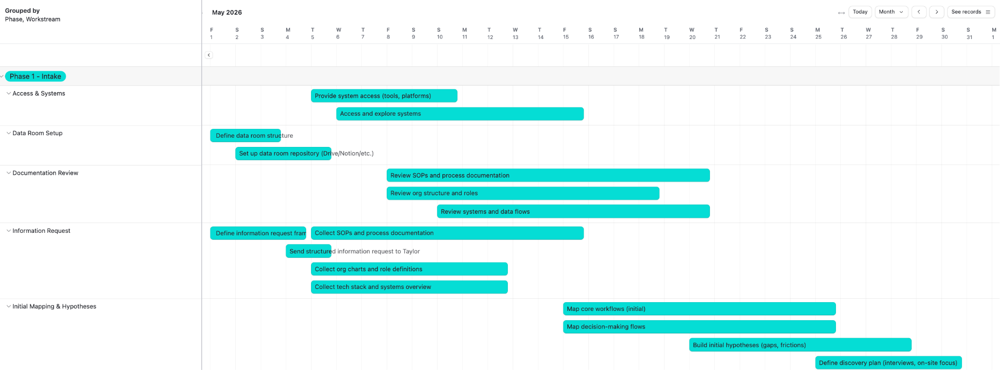 Grouped by
Phase, Workstream
May 2026
Today
Month
See records
F S S M T W T F S S M T W T F S S M T W T F S S M T W T F S S M
1 2 3 4 5 6 7 8 9 10 11 12 13 14 15 16 17 18 19 20 21 22 23 24 25 26 27 28 29 30 31 1
Phase 1 - Intake
Access & Systems
Provide system access (tools, platforms)
Access and explore systems
Data Room Setup
Define data room structure
Set up data room repository (Drive/Notion/etc.)
Documentation Review
Review SOPs and process documentation
Review org structure and roles
Review systems and data flows
Information Request
Define information request fram
Collect SOPs and process documentation
Send structured information request to Taylor
Collect org charts and role definitions
Collect tech stack and systems overview
Initial Mapping & Hypotheses
Map core workflows (initial)
Map decision-making flows
Build initial hypotheses (gaps, frictions)
Define discovery plan (interviews, on-site focus)